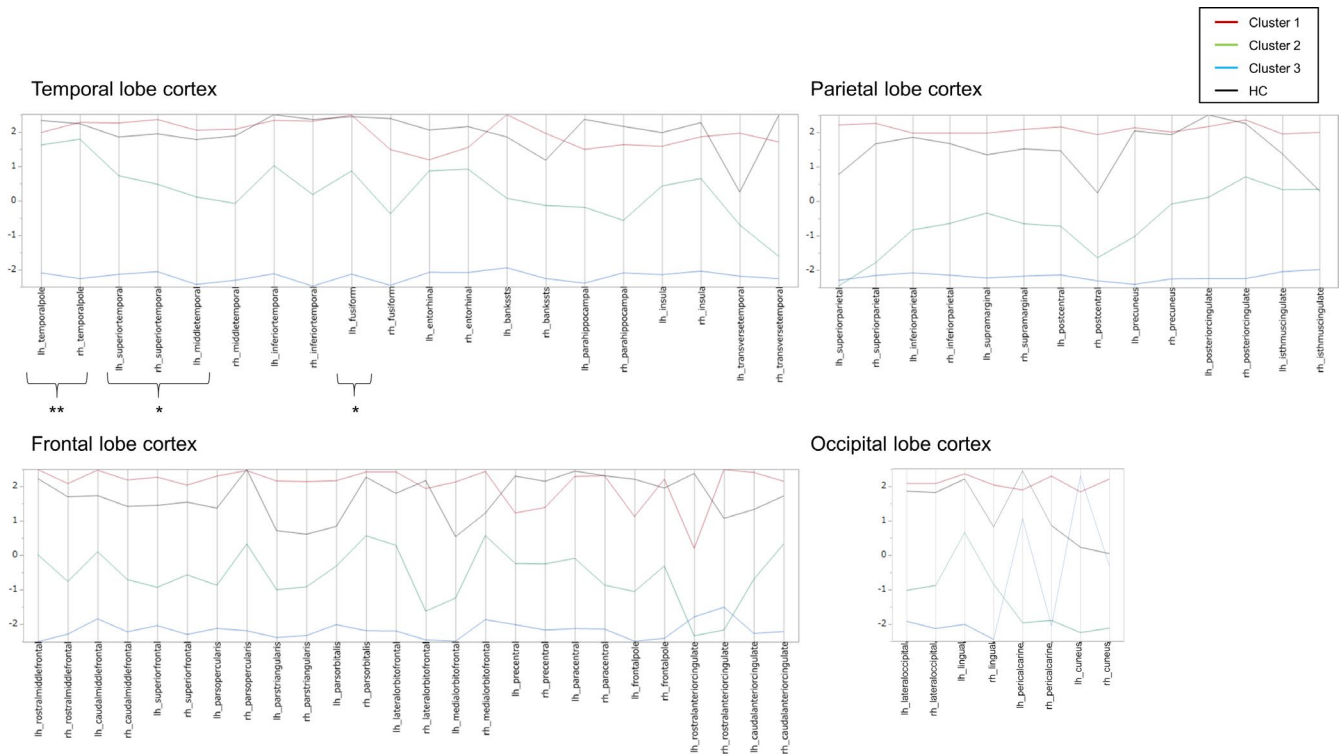 Cluster 1
Cluster 2
Cluster 3
HC
Temporal lobe cortex
2
1
0
-1
-2
lh_temporalpole
rh_temporalpole
lh_superiortemporal
rh_superiortemporal
lh_middletemporal
rh_middletemporal
lh_inferiortemporal
rh_inferiortemporal
lh_fusiform
rh_fusiform
lh_entorhinal
rh_entorhinal
lh_bankssts
rh_bankssts
lh_parahippocampal
rh_parahippocampal
lh_insula
rh_insula
lh_transversetemporal
rh_transversetemporal
**
*
*
Parietal lobe cortex
2
1
0
-1
-2
lh_superiorparietal
rh_superiorparietal
lh_inferiorparietal
rh_inferiorparietal
lh_supramarginal
rh_supramarginal
lh_postcentral
rh_postcentral
lh_precuneus
rh_precuneus
lh_posteriorcingulate
rh_posteriorcingulate
lh_isthmuscingulate
rh_isthmuscingulate
Frontal lobe cortex
2
1
0
-1
-2
lh_rostralmiddlefrontal
rh_rostralmiddlefrontal
lh_caudalmiddlefrontal
rh_caudalmiddlefrontal
lh_superiorfrontal
rh_superiorfrontal
lh_parsopercularis
rh_parsopercularis
lh_parstriangularis
rh_parstriangularis
lh_parsorbitalis
rh_parsorbitalis
lh_lateralorbitofrontal
rh_lateralorbitofrontal
lh_medialorbitofrontal
rh_medialorbitofrontal
lh_precentral
rh_precentral
lh_paracentral
rh_paracentral
lh_frontalpole
rh_frontalpole
lh_rostralanteriorcingulate
rh_rostralanteriorcingulate
lh_caudalanteriorcingulate
rh_caudalanteriorcingulate
Occipital lobe cortex
2
1
0
-1
-2
lh_lateraloccipital
rh_lateraloccipital
lh_lingual
rh_lingual
lh_pericalcarine
rh_pericalcarine
lh_cuneus
rh_cuneus